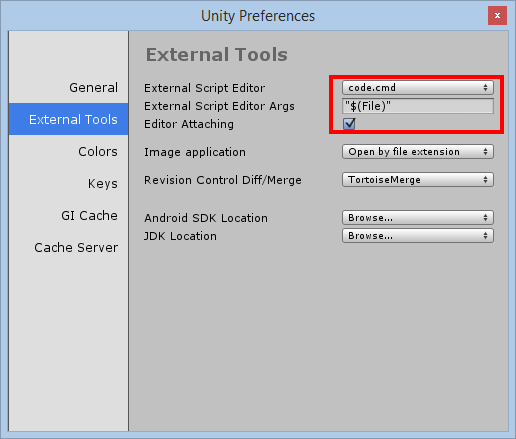 Unity Preferences
x
External Tools
General
External Tools
Colors
Keys
GI Cache
Cache Server
External Script Editor code.cmd
External Script Editor Args "$(File)"
Editor Attaching
Image application Open by file extension
Revision Control Diff/Merge TortoiseMerge
Android SDK Location Browse...
JDK Location Browse...